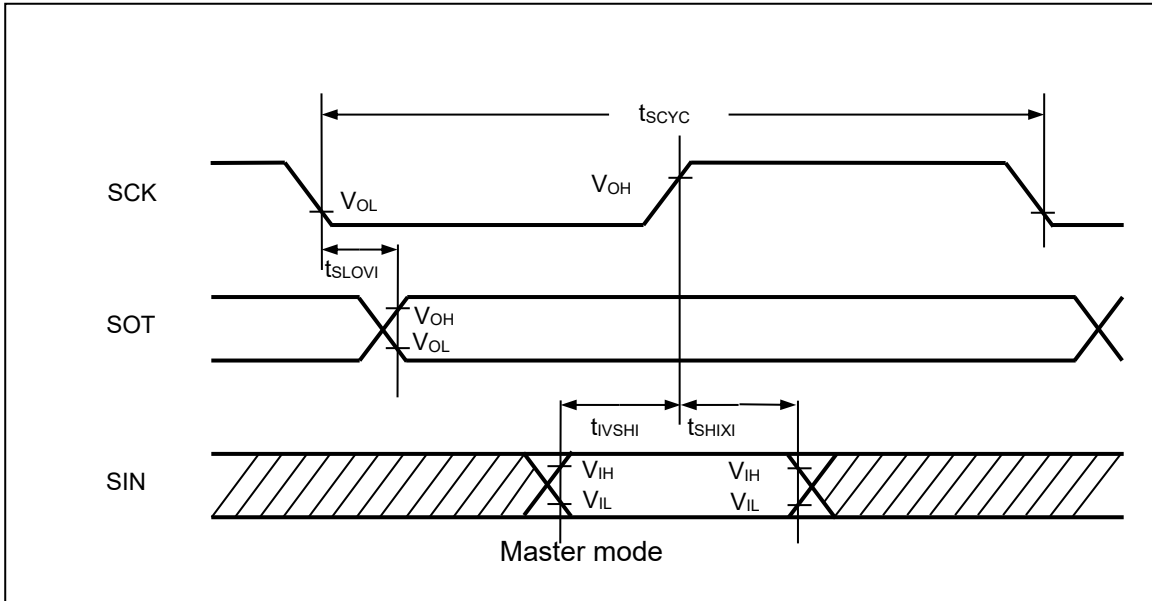 tSCYC
SCK
VOL
VOH
tSLOVI
SOT
VOH
VOL
tIVSHI
tSHIXI
SIN
VIH
VIH
VIL
VIL
Master mode